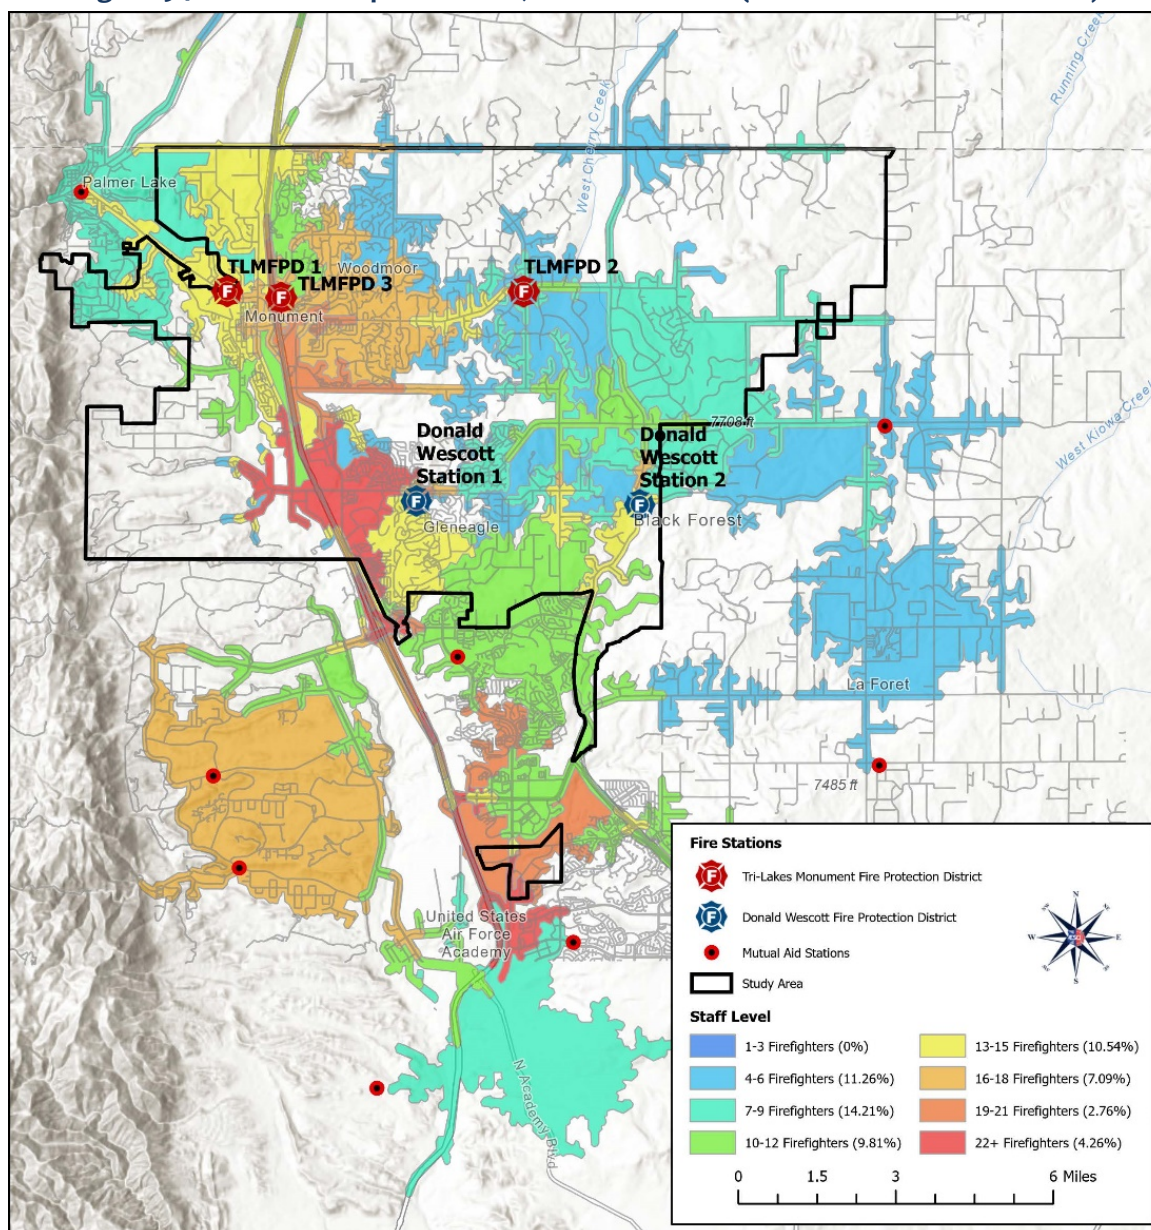 Running Creek
West Cherry Creek
Palmer Lake
TLMFPD 1
Woodmoor
TLMFPD 2
TLMFPD 3
Monument
West Kiowa Creek
7708 ft
Donald
Wescott
Station 1
Donald
Wescott
Station 2
Gleneagle
Black Forest
La Foret
7485 ft
United States
Air Force
Academy
N Academy Blvd
Fire Stations
F Tri-Lakes Monument Fire Protection District
F Donald Wescott Fire Protection District
Mutual Aid Stations
Study Area
N
NW
NE
W
E
SW
SE
S
Staff Level
1-3 Firefighters (0%)
13-15 Firefighters (10.54%)
4-6 Firefighters (11.26%)
16-18 Firefighters (7.09%)
7-9 Firefighters (14.21%)
19-21 Firefighters (2.76%)
10-12 Firefighters (9.81%)
22+ Firefighters (4.26%)
0 1.5 3 6 Miles